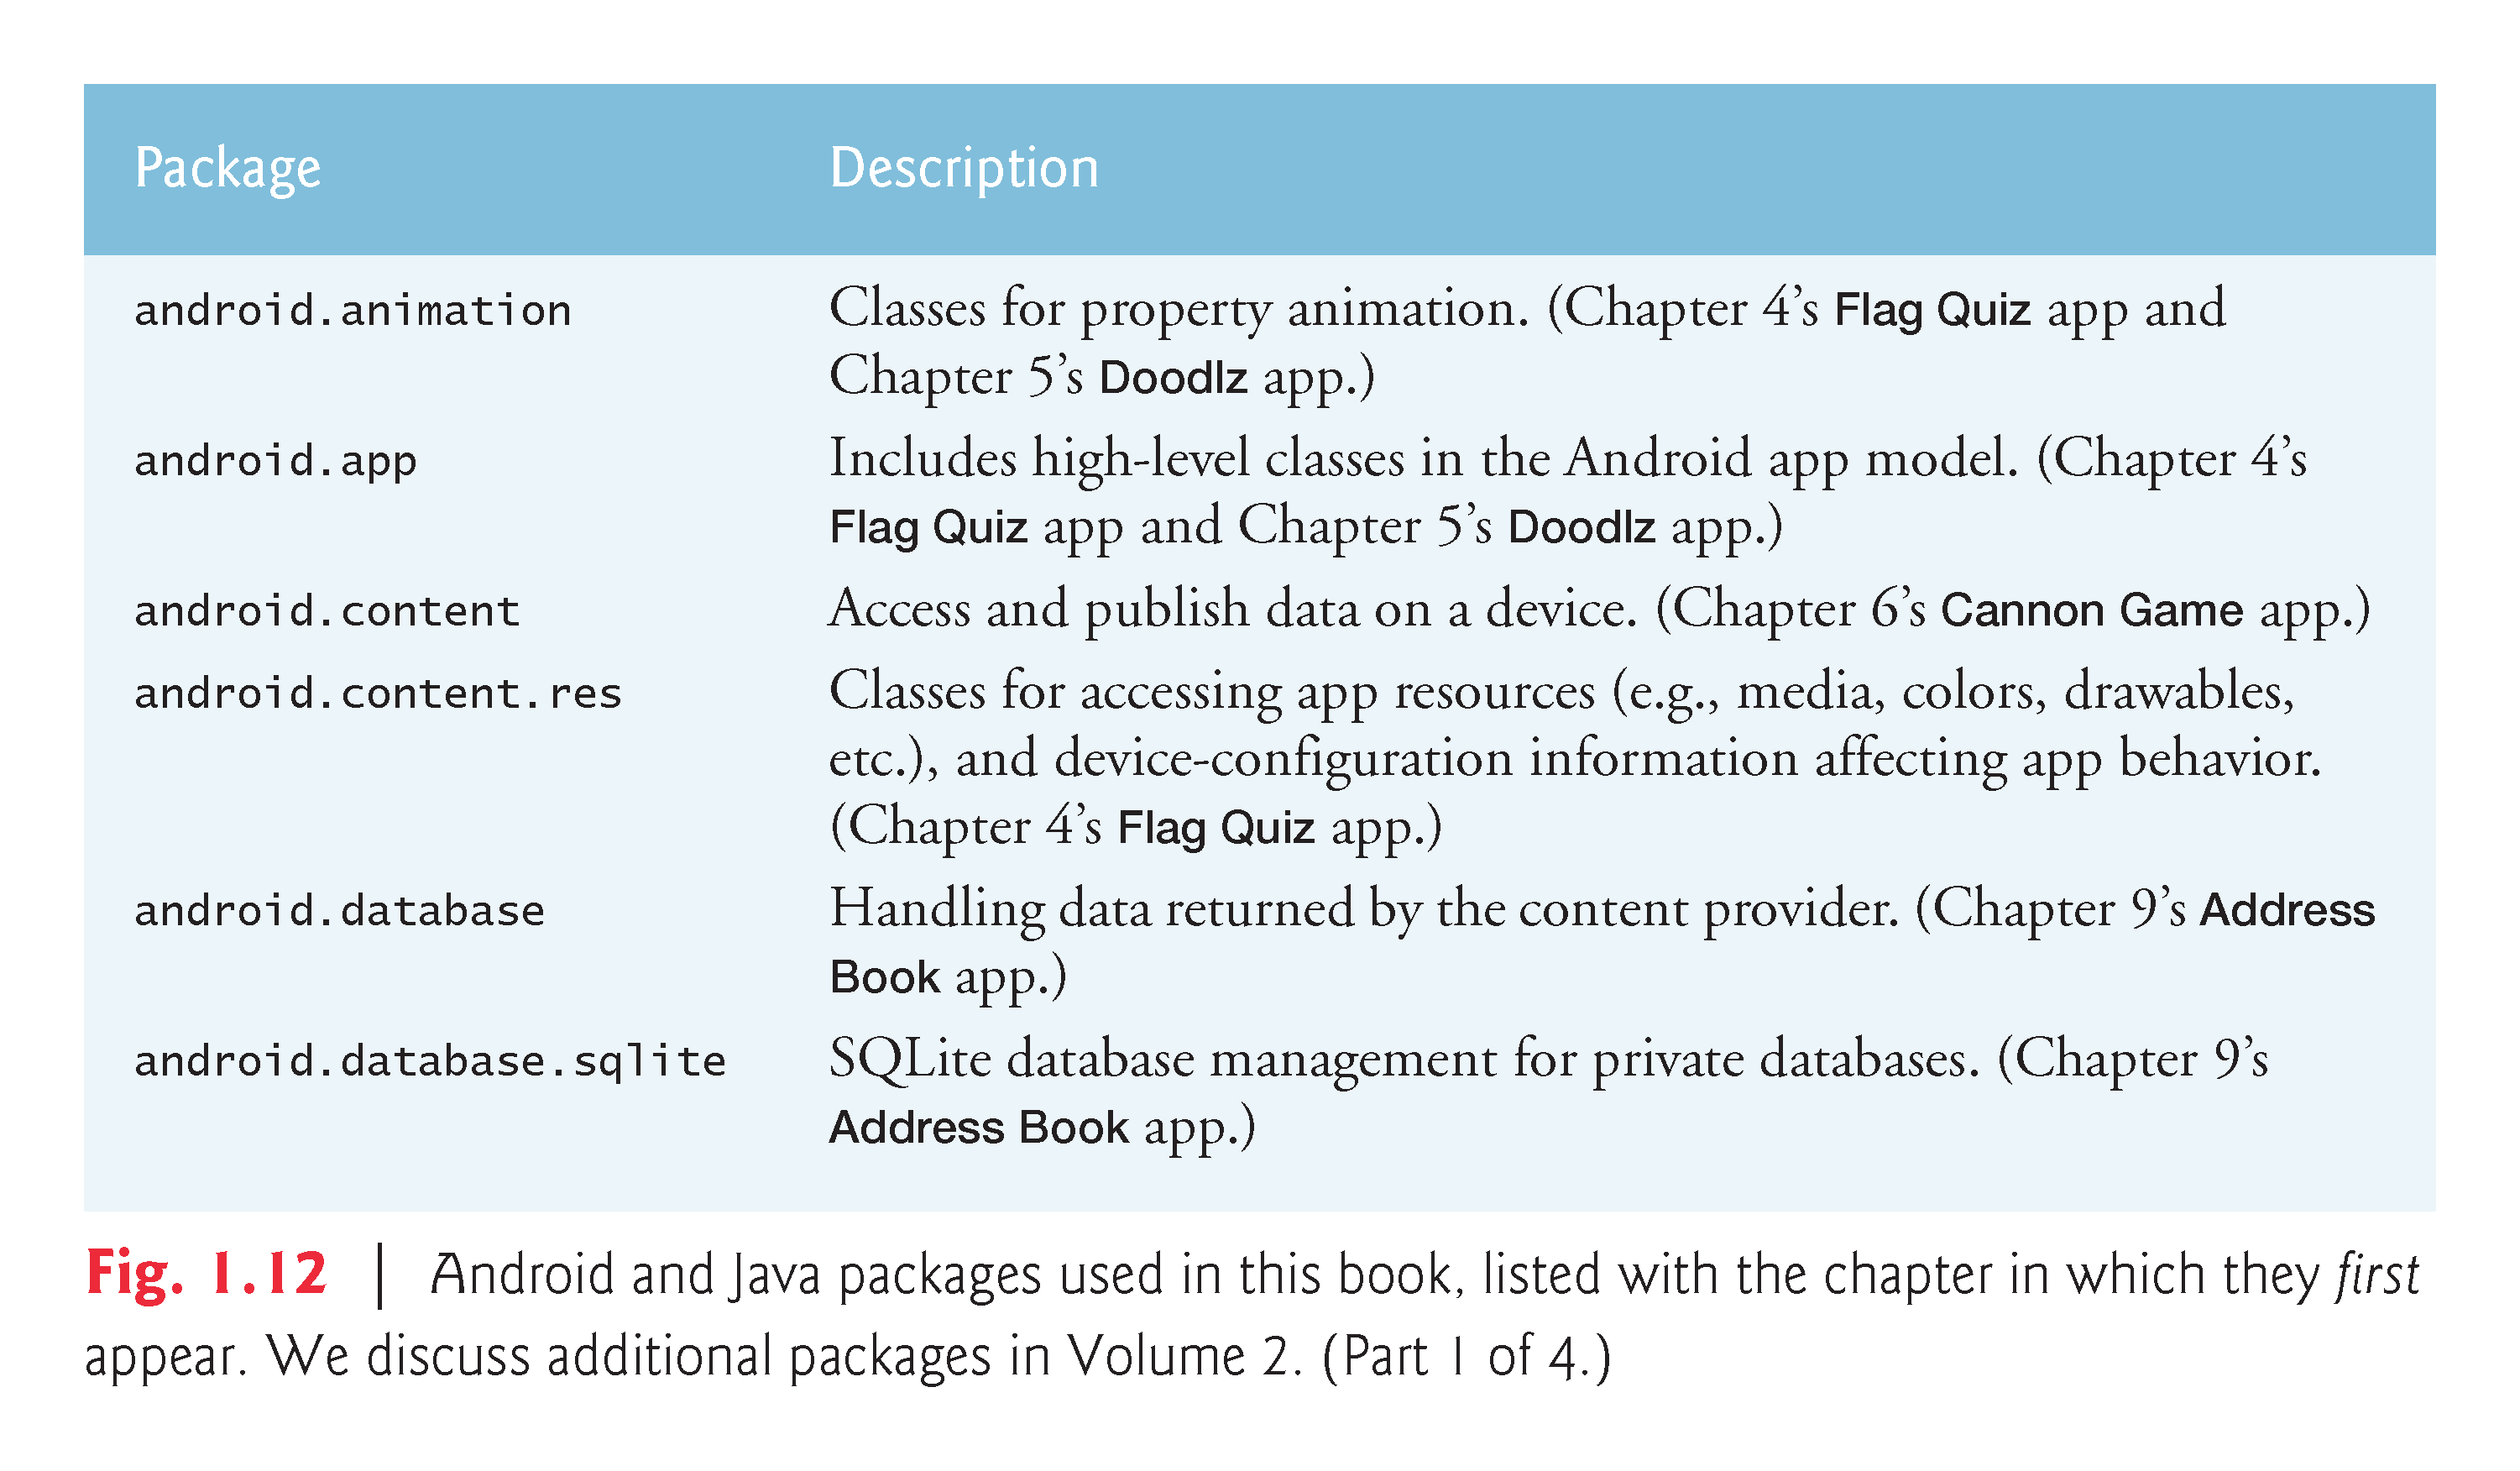 Package Description
android.animation Classes for property animation. (Chapter 4’s Flag Quiz app and
Chapter 5’s Doodlz app.)
android.app Includes high-level classes in the Android app model. (Chapter 4’s
Flag Quiz app and Chapter 5’s Doodlz app.)
android.content Access and publish data on a device. (Chapter 6’s Cannon Game app.)
android.content.res Classes for accessing app resources (e.g., media, colors, drawables,
etc.), and device-configuration information affecting app behavior.
(Chapter 4’s Flag Quiz app.)
android.database Handling data returned by the content provider. (Chapter 9’s Address
Book app.)
android.database.sqlite SQLite database management for private databases. (Chapter 9’s
Address Book app.)
Fig. 1.12 | Android and Java packages used in this book, listed with the chapter in which they first
appear. We discuss additional packages in Volume 2. (Part 1 of 4.)